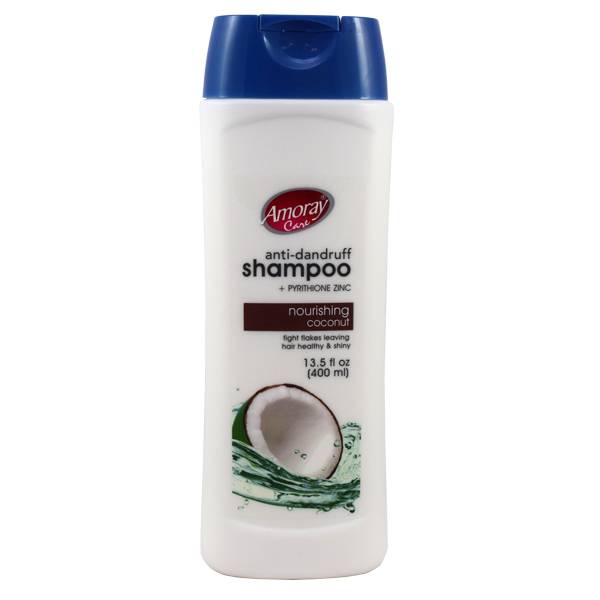 Amoray®
Care
anti-dandruff
shampoo
+ PYRITHIONE ZINC
nourishing
coconut
fight flakes leaving
hair healthy & shiny
13.5 fl oz
(400 ml)